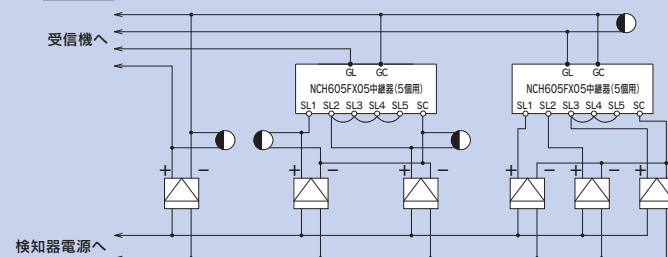 受信機へ
GL GC
NCH605FX05中継器(5個用)
SL1 SL2 SL3 SL4 SL5 SC
GL GC
NCH605FX05中継器(5個用)
SL1 SL2 SL3 SL4 SL5 SC
+ −
+ −
+ −
+ −
+ −
+
検知器電源へ